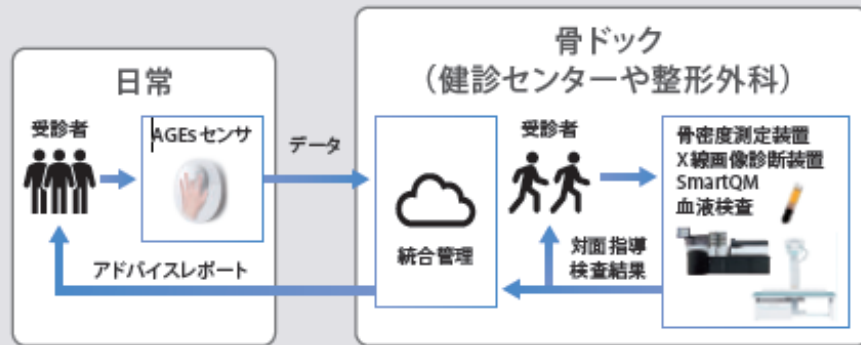 日常
受診者
AGEsセンサ
データ
アドバイスレポート
骨ドック
（健診センターや整形外科）
統合管理
受診者
対面指導
検査結果
骨密度測定装置
X線画像診断装置
SmartQM
血液検査